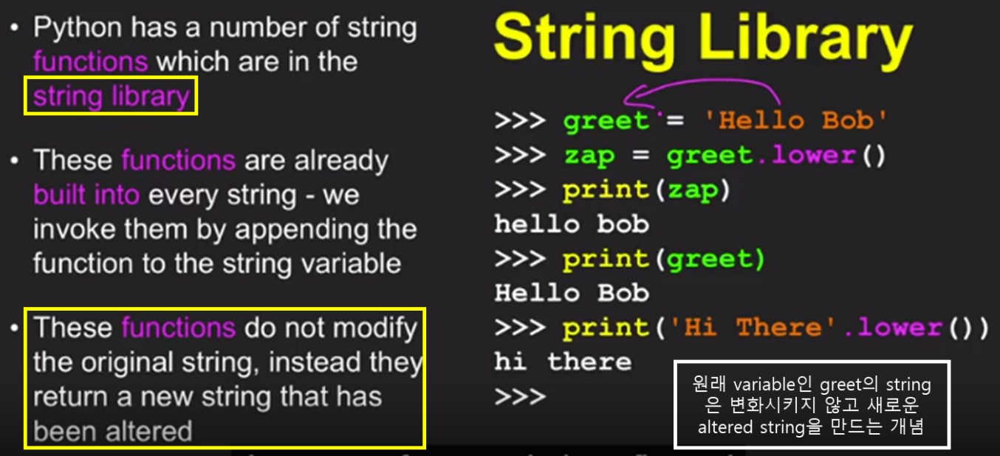 • Python has a number of string
functions which are in the
string library
• These functions are already
built into every string - we
invoke them by appending the
function to the string variable
• These functions do not modify
the original string, instead they
return a new string that has
been altered
String Library
>>> greet = 'Hello Bob'
>>> zap = greet.lower()
>>> print(zap)
hello bob
>>> print(greet)
Hello Bob
>>> print('Hi There'.lower())
hi there
>>>
원래 variable인 greet의 string
은 변화시키지 않고 새로운
altered string을 만드는 개념